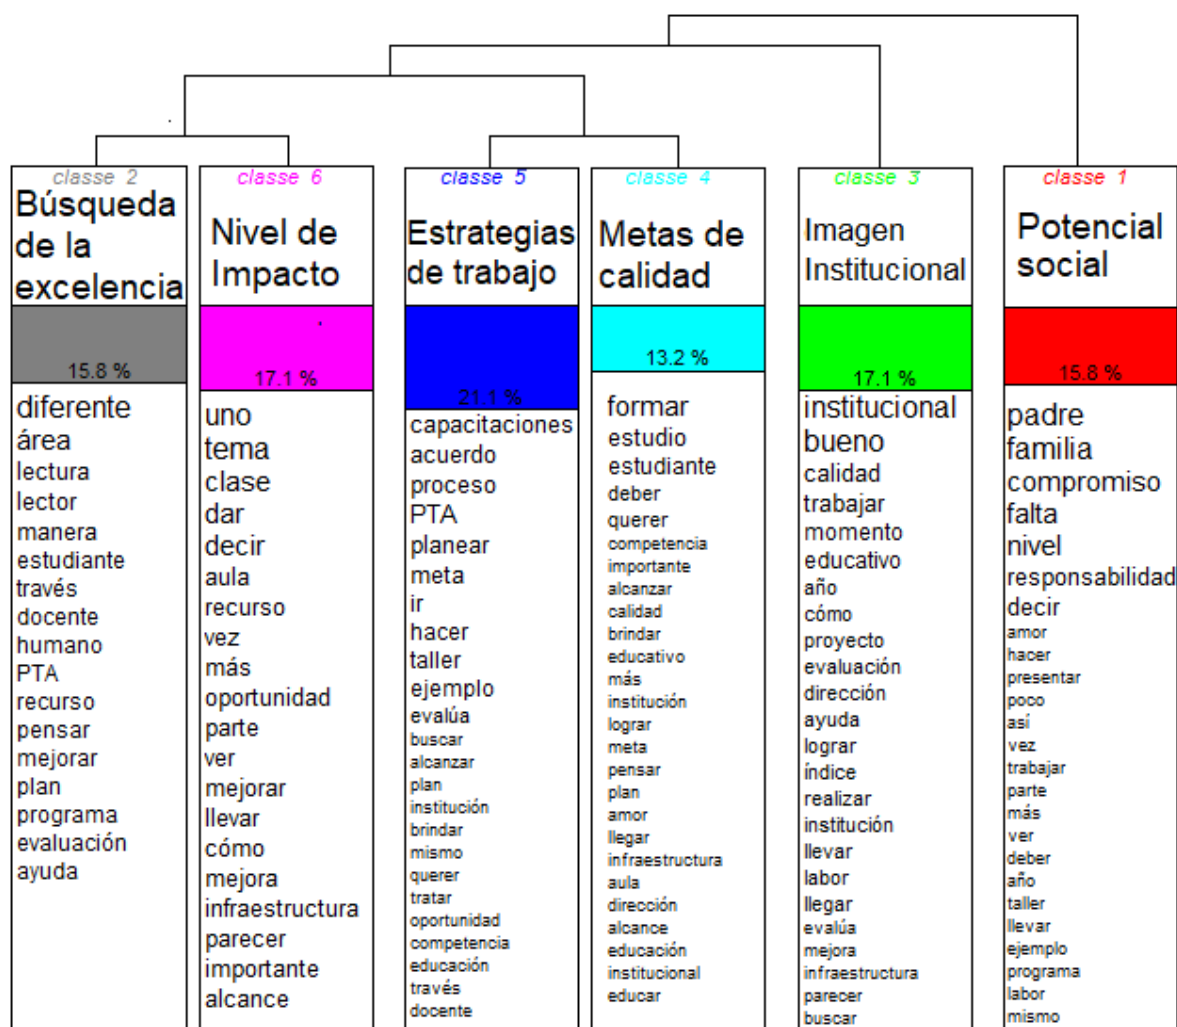 classe 2
Búsqueda
de la
excelencia
15.8 %
diferente
área
lectura
lector
manera
estudiante
través
docente
humano
PTA
recurso
pensar
mejorar
plan
programa
evaluación
ayuda
classe 6
Nivel de
Impacto
17.1 %
uno
tema
clase
dar
decir
aula
recurso
vez
más
oportunidad
parte
ver
mejorar
llevar
cómo
mejora
infraestructura
parecer
importante
alcance
classe 5
Estrategias
de trabajo
21.1 %
capacitaciones
acuerdo
proceso
PTA
planear
meta
ir
hacer
taller
ejemplo
evalúa
buscar
alcanzar
plan
institución
brindar
mismo
querer
tratar
oportunidad
competencia
educación
través
docente
classe 4
Metas de
calidad
13.2 %
formar
estudio
estudiante
deber
querer
competencia
importante
alcanzar
calidad
brindar
educativo
más
institución
lograr
meta
pensar
plan
amor
llegar
infraestructura
aula
dirección
alcance
educación
institucional
educar
classe 3
Imagen
Institucional
17.1 %
institucional
bueno
calidad
trabajar
momento
educativo
año
cómo
proyecto
evaluación
dirección
ayuda
lograr
índice
realizar
institución
llevar
labor
llegar
evalúa
mejora
infraestructura
parecer
buscar
classe 1
Potencial
social
15.8 %
padre
familia
compromiso
falta
nivel
responsabilidad
decir
amor
hacer
presentar
poco
así
vez
trabajar
parte
más
ver
deber
año
taller
llevar
ejemplo
programa
labor
mismo